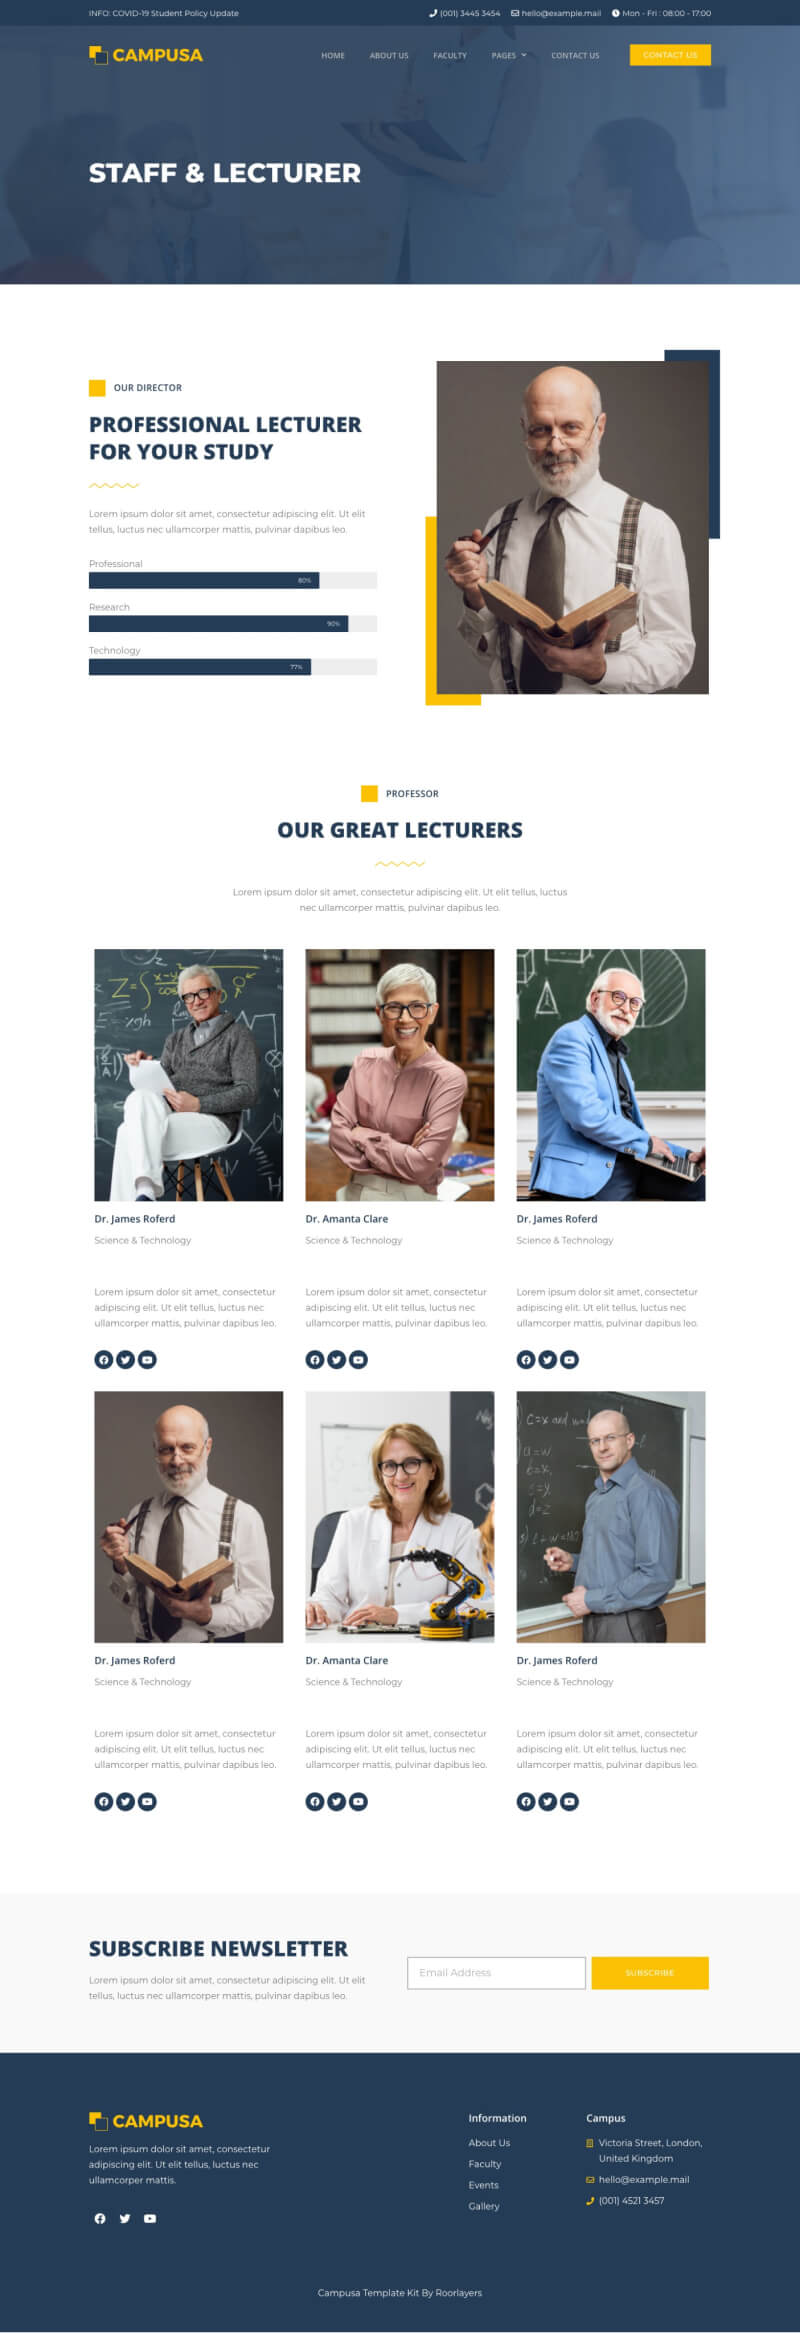 INFO: COVID-19 Student Policy Update
(001) 3445 3454
hello@example.mail
Mon - Fri : 08:00 - 17:00
CAMPUSA
HOME
ABOUT US
FACULTY
PAGES
CONTACT US
CONTACT US
STAFF & LECTURER
OUR DIRECTOR
PROFESSIONAL LECTURER
FOR YOUR STUDY
Lorem ipsum dolor sit amet, consectetur adipiscing elit. Ut elit
tellus, luctus nec ullamcorper mattis, pulvinar dapibus leo.
Professional
80%
Research
90%
Technology
77%
PROFESSOR
OUR GREAT LECTURERS
Lorem ipsum dolor sit amet, consectetur adipiscing elit. Ut elit tellus, luctus
nec ullamcorper mattis, pulvinar dapibus leo.
Dr. James Roferd
Science & Technology
Lorem ipsum dolor sit amet, consectetur
adipiscing elit. Ut elit tellus, luctus nec
ullamcorper mattis, pulvinar dapibus leo.
Dr. Amanta Clare
Science & Technology
Lorem ipsum dolor sit amet, consectetur
adipiscing elit. Ut elit tellus, luctus nec
ullamcorper mattis, pulvinar dapibus leo.
Dr. James Roferd
Science & Technology
Lorem ipsum dolor sit amet, consectetur
adipiscing elit. Ut elit tellus, luctus nec
ullamcorper mattis, pulvinar dapibus leo.
Dr. James Roferd
Science & Technology
Lorem ipsum dolor sit amet, consectetur
adipiscing elit. Ut elit tellus, luctus nec
ullamcorper mattis, pulvinar dapibus leo.
Dr. Amanta Clare
Science & Technology
Lorem ipsum dolor sit amet, consectetur
adipiscing elit. Ut elit tellus, luctus nec
ullamcorper mattis, pulvinar dapibus leo.
Dr. James Roferd
Science & Technology
Lorem ipsum dolor sit amet, consectetur
adipiscing elit. Ut elit tellus, luctus nec
ullamcorper mattis, pulvinar dapibus leo.
SUBSCRIBE NEWSLETTER
Lorem ipsum dolor sit amet, consectetur adipiscing elit. Ut elit
tellus, luctus nec ullamcorper mattis, pulvinar dapibus leo.
Email Address
SUBSCRIBE
CAMPUSA
Lorem ipsum dolor sit amet, consectetur
adipiscing elit. Ut elit tellus, luctus nec
ullamcorper mattis.
Information
About Us
Faculty
Events
Gallery
Campus
Victoria Street, London,
United Kingdom
hello@example.mail
(001) 4521 3457
Campusa Template Kit By Roorlayers